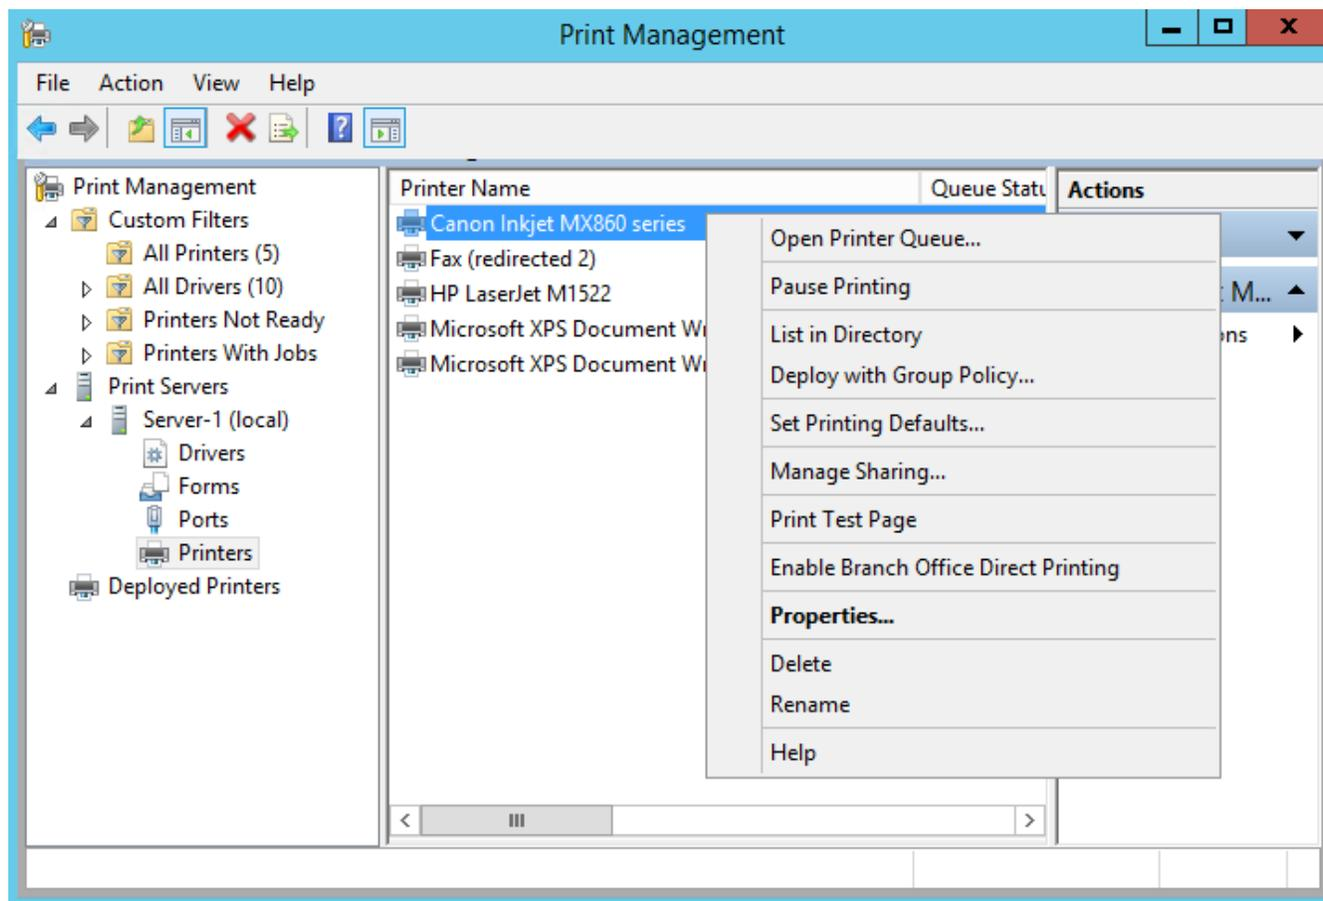 Print Management
File Action View Help
Print Management
Custom Filters
All Printers (5)
All Drivers (10)
Printers Not Ready
Printers With Jobs
Print Servers
Server-1 (local)
Drivers
Forms
Ports
Printers
Deployed Printers
Printer Name Queue Statu
Canon Inkjet MX860 series
Fax (redirected 2)
HP LaserJet M1522
Microsoft XPS Document Wr
Microsoft XPS Document Wr
Actions
M...
ons
Open Printer Queue...
Pause Printing
List in Directory
Deploy with Group Policy...
Set Printing Defaults...
Manage Sharing...
Print Test Page
Enable Branch Office Direct Printing
Properties...
Delete
Rename
Help